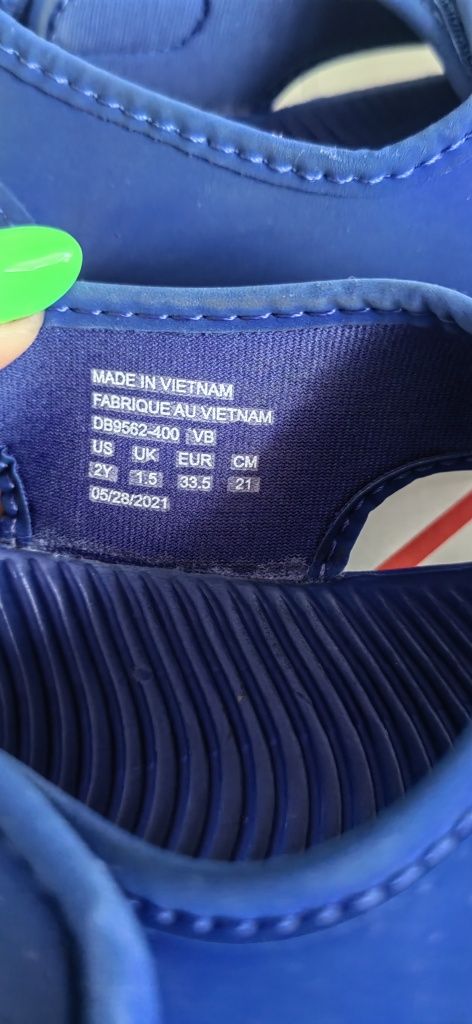 MADE IN VIETNAM
FABRIQUE AU VIETNAM
DB9562-400 VB
US UK EUR CM
2Y 1.5 33.5 21
05/28/2021